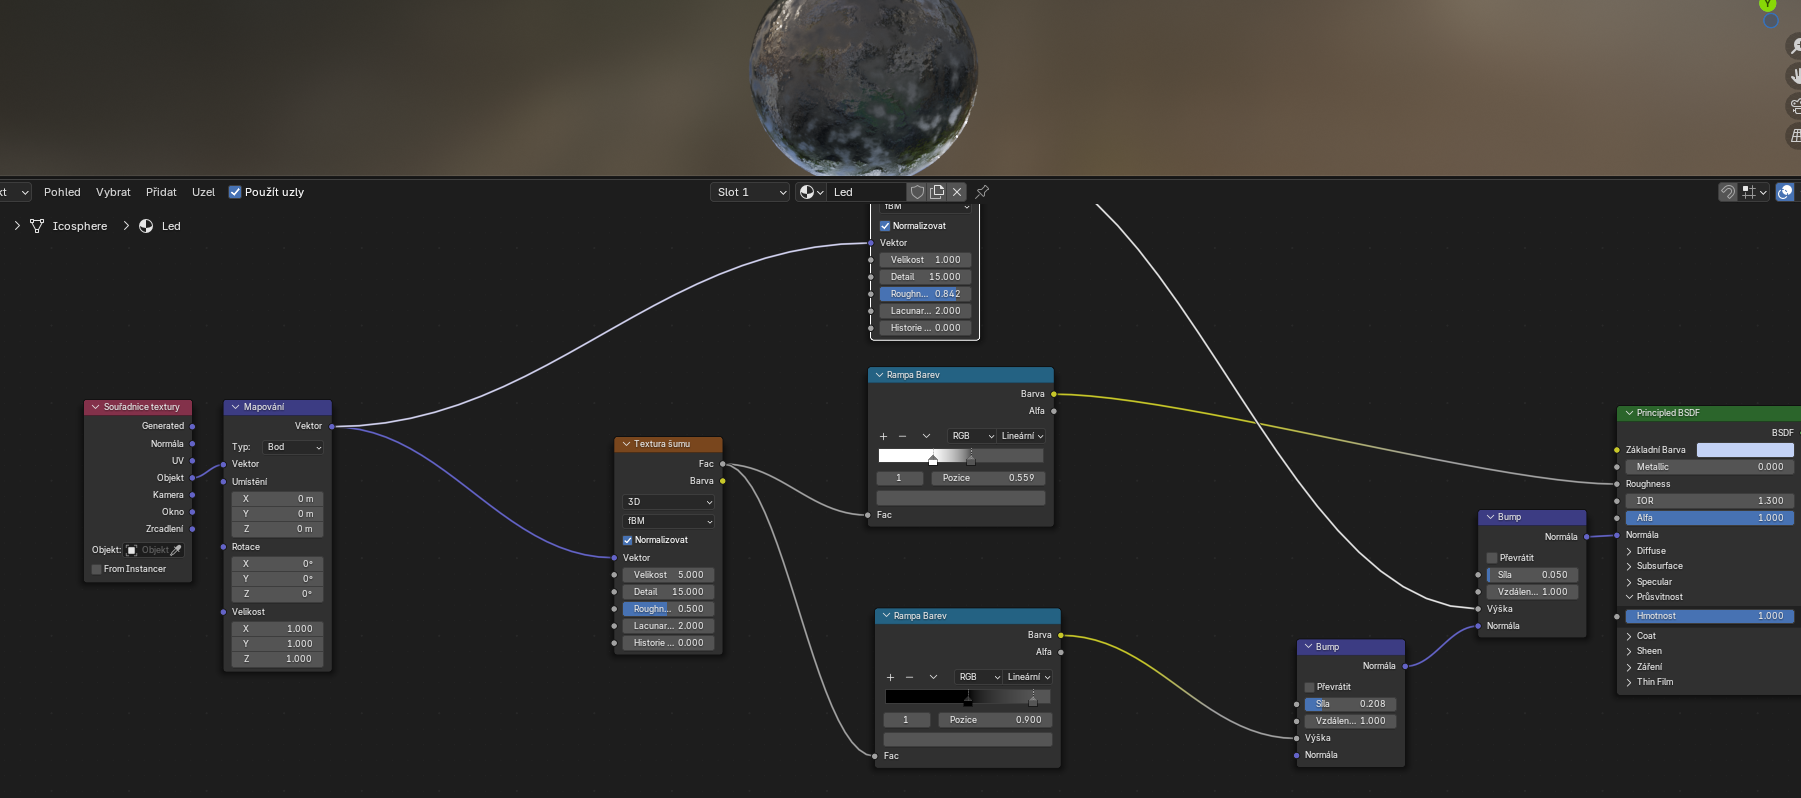 Y
kt
Pohled
Vybrat
Přidat
Uzel
Použít uzly
Slot 1
Led
Icosphere
Led
fBM
Normalizovat
Vektor
Velikost 1.000
Detail 15.000
Roughn... 0.842
Lacunar... 2.000
Historie ... 0.000
Souřadnice textury
Generated
Normála
UV
Objekt
Kamera
Okno
Zrcadlení
Objekt: Objekt
From Instancer
Mapování
Vektor
Typ: Bod
Vektor
Umístění
X 0 m
Y 0 m
Z 0 m
Rotace
X 0°
Y 0°
Z 0°
Velikost
X 1.000
Y 1.000
Z 1.000
Textura šumu
Fac
Barva
3D
fBM
Normalizovat
Vektor
Velikost 5.000
Detail 15.000
Roughn... 0.500
Lacunar... 2.000
Historie ... 0.000
Rampa Barev
Barva
Alfa
RGB Lineární
1 Pozice 0.559
Fac
Rampa Barev
Barva
Alfa
RGB Lineární
1 Pozice 0.900
Fac
Bump
Normála
Převrátit
Síla 0.208
Vzdálen... 1.000
Výška
Normála
Bump
Normála
Převrátit
Síla 0.050
Vzdálen... 1.000
Výška
Normála
Principled BSDF
BSDF
Základní Barva
Metallic 0.000
Roughness
IOR 1.300
Alfa 1.000
Normála
Diffuse
Subsurface
Specular
Průsvitnost
Hmotnost 1.000
Coat
Sheen
Záření
Thin Film